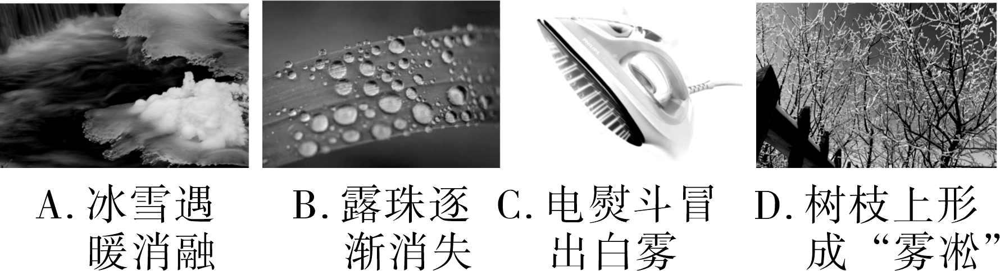 PHILIPS
A. 冰雪遇 B. 露珠逐 C. 电熨斗冒 D. 树枝上形
暖消融 渐消失 出白雾 成“雾凇”